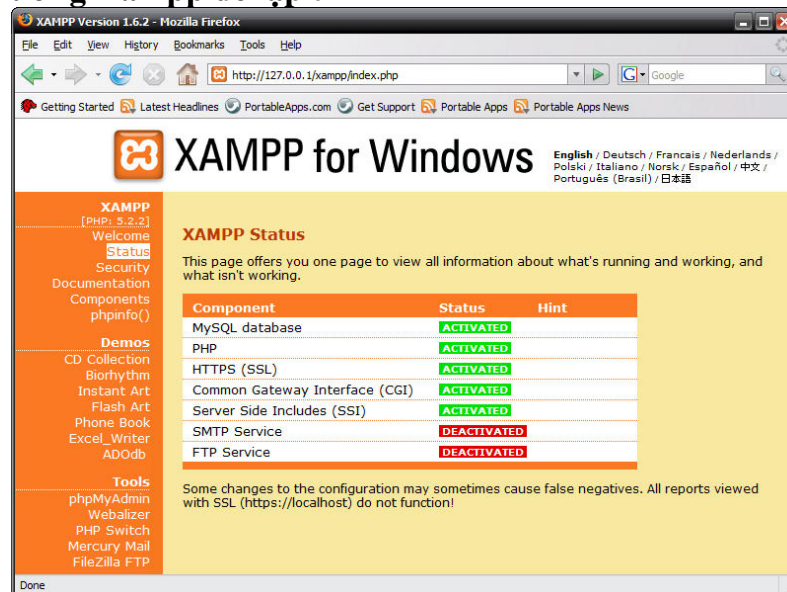 XAMPP Version 1.6.2 - Mozilla Firefox
File Edit View History Bookmarks Tools Help
http://127.0.0.1/xampp/index.php
Google
Getting Started Latest Headlines PortableApps.com Get Support Portable Apps Portable Apps News
XAMPP for Windows
English / Deutsch / Francais / Nederlands /
Polski / Italiano / Norsk / Español / 中文 /
Português (Brasil) / 日本語
XAMPP
[PHP: 5.2.2]
Welcome
Status
Security
Documentation
Components
phpinfo()
Demos
CD Collection
Biorhythm
Instant Art
Flash Art
Phone Book
Excel_Writer
ADOdb
Tools
phpMyAdmin
Webalizer
PHP Switch
Mercury Mail
FileZilla FTP
XAMPP Status
This page offers you one page to view all information about what's running and working, and
what isn't working.
Component Status Hint
MySQL database ACTIVATED
PHP ACTIVATED
HTTPS (SSL) ACTIVATED
Common Gateway Interface (CGI) ACTIVATED
Server Side Includes (SSI) ACTIVATED
SMTP Service DEACTIVATED
FTP Service DEACTIVATED
Some changes to the configuration may sometimes cause false negatives. All reports viewed
with SSL (https://localhost) do not function!
Done